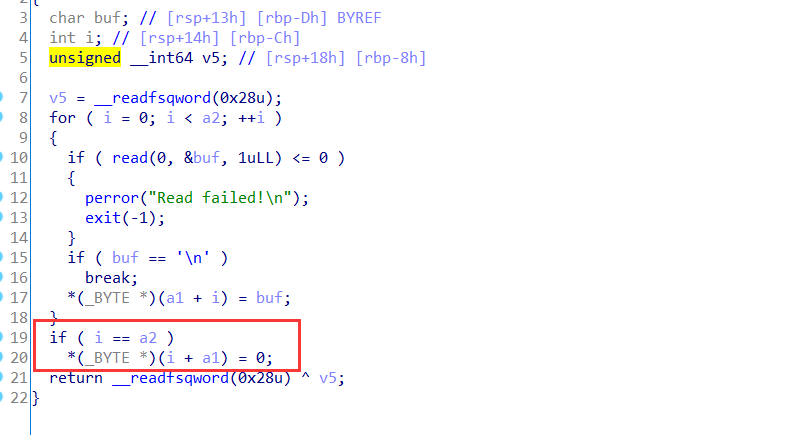 {
3 char buf; // [rsp+13h] [rbp-Dh] BYREF
4 int i; // [rsp+14h] [rbp-Ch]
5 unsigned __int64 v5; // [rsp+18h] [rbp-8h]
6
7 v5 = __readfsqword(0x28u);
8 for ( i = 0; i < a2; ++i )
9 {
10 if ( read(0, &buf, 1uLL) <= 0 )
11 {
12 perror("Read failed!\n");
13 exit(-1);
14 }
15 if ( buf == '\n' )
16 break;
17 *(_BYTE *)(a1 + i) = buf;
18 }
19 if ( i == a2 )
20 *(_BYTE *)(i + a1) = 0;
21 return __readfsqword(0x28u) ^ v5;
22 }